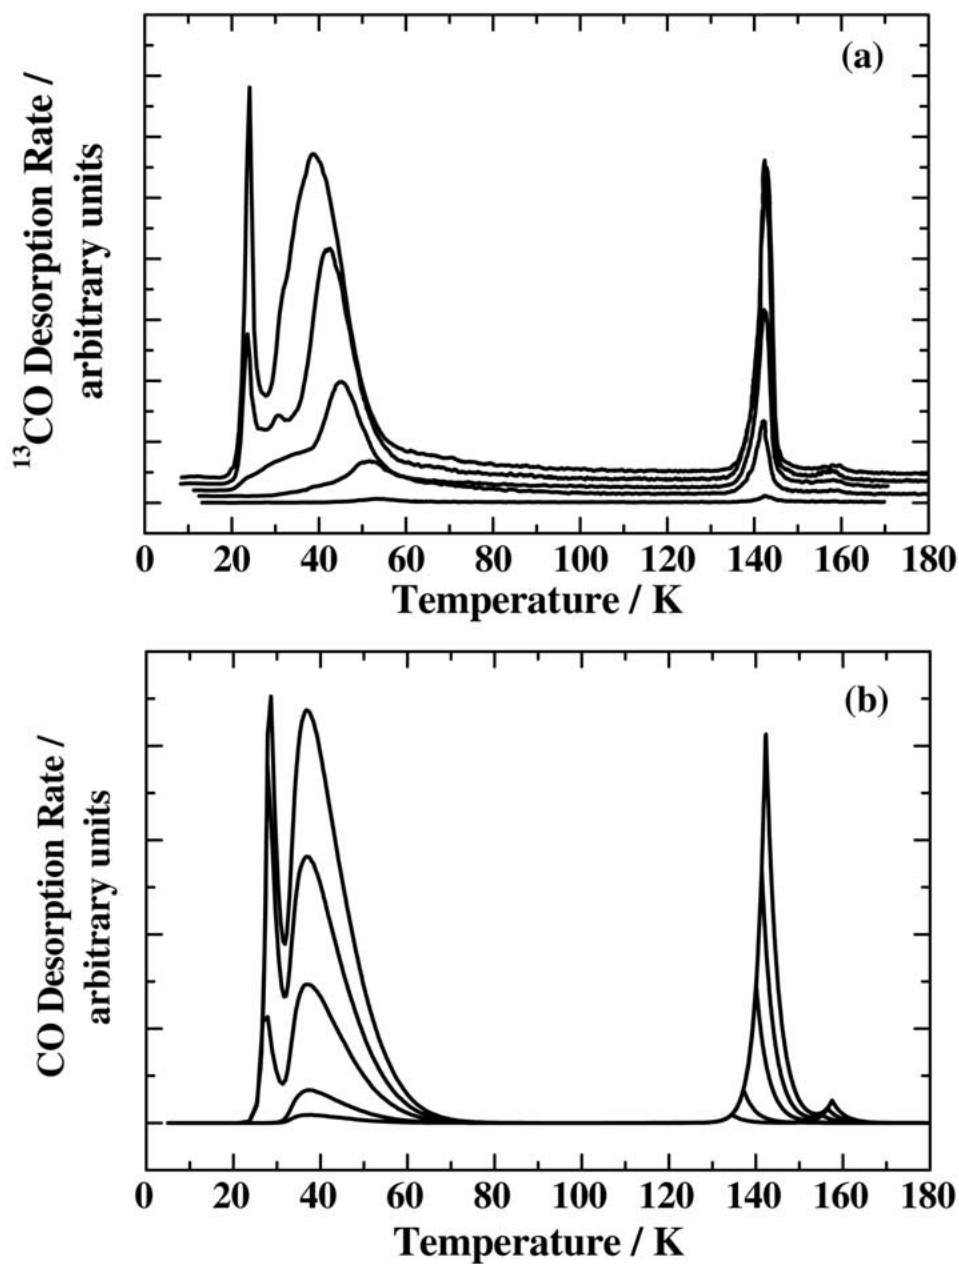 (a)
¹³CO Desorption Rate /
arbitrary units
0 20 40 60 80 100 120 140 160 180
Temperature / K
(b)
CO Desorption Rate /
arbitrary units
0 20 40 60 80 100 120 140 160 180
Temperature / K